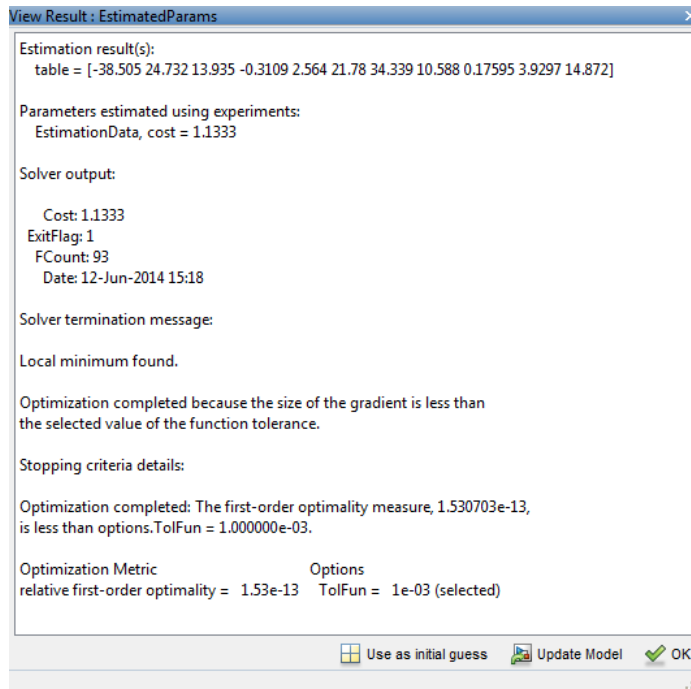 View Result : EstimatedParams
Estimation result(s):
table = [-38.505 24.732 13.935 -0.3109 2.564 21.78 34.339 10.588 0.17595 3.9297 14.872]
Parameters estimated using experiments:
EstimationData, cost = 1.1333
Solver output:
Cost: 1.1333
ExitFlag: 1
FCount: 93
Date: 12-Jun-2014 15:18
Solver termination message:
Local minimum found.
Optimization completed because the size of the gradient is less than
the selected value of the function tolerance.
Stopping criteria details:
Optimization completed: The first-order optimality measure, 1.530703e-13,
is less than options.TolFun = 1.000000e-03.
Optimization Metric Options
relative first-order optimality = 1.53e-13 TolFun = 1e-03 (selected)
Use as initial guess Update Model OK